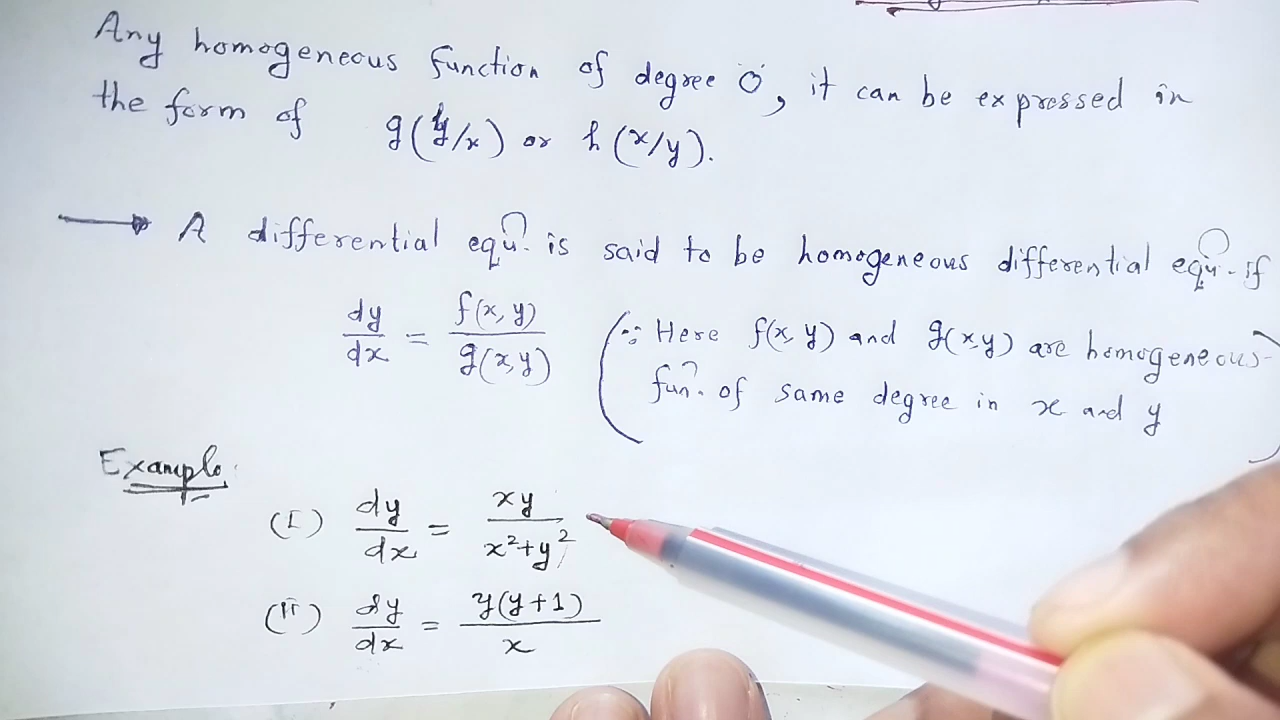 Any homogeneous function of degree 0, it can be expressed in
the form of g(y/x) or h(x/y).
→ A differential equn. is said to be homogeneous differential equn. if
dy/dx = f(x, y)/g(x,y) (∵ Here f(x, y) and g(x,y) are homogeneous
fun. of same degree in x and y)
Example:
(I) dy/dx = xy/x²+y²
(II) dy/dx = y(y+1)/x